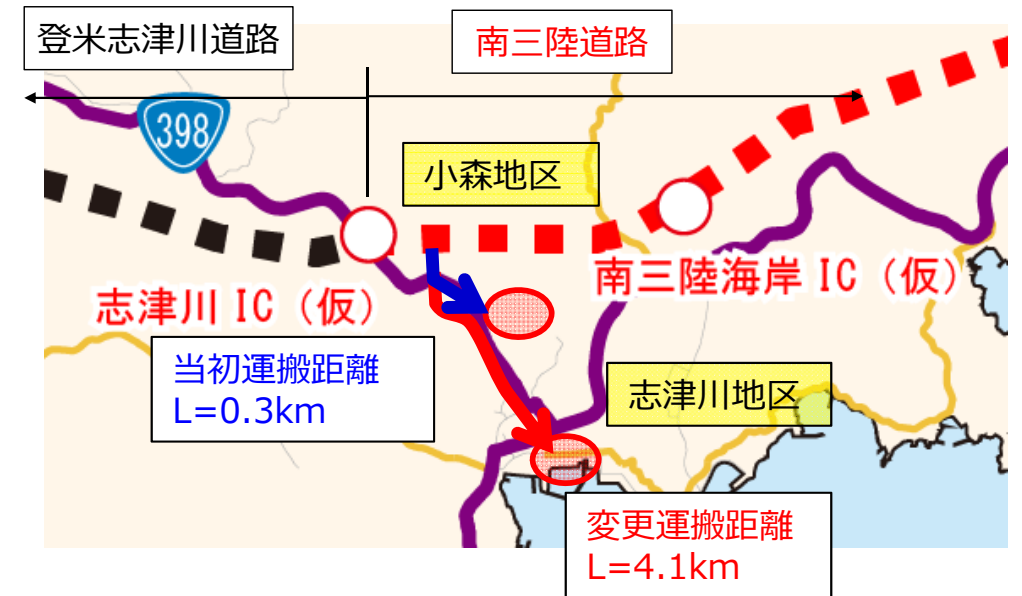 登米志津川道路
南三陸道路
398
小森地区
志津川 IC（仮）
南三陸海岸 IC（仮）
当初運搬距離
L=0.3km
志津川地区
変更運搬距離
L=4.1km